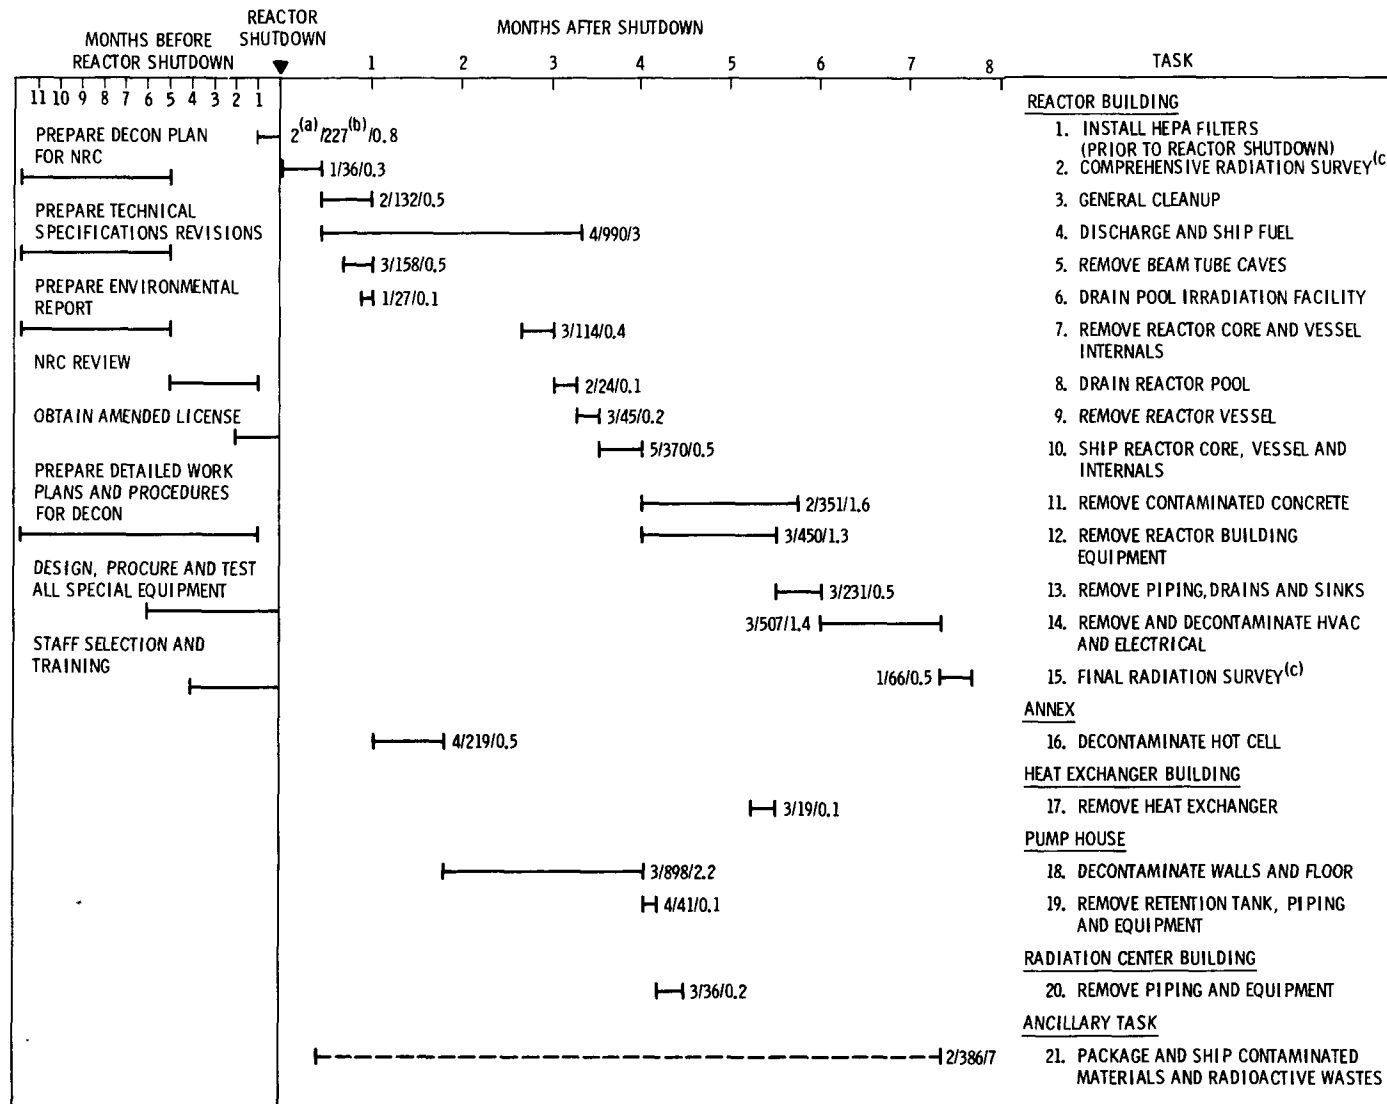 REACTOR
SHUTDOWN
MONTHS BEFORE
REACTOR SHUTDOWN
MONTHS AFTER SHUTDOWN
TASK
11 10 9 8 7 6 5 4 3 2 1
1 2 3 4 5 6 7 8
PREPARE DECON PLAN
FOR NRC
PREPARE TECHNICAL
SPECIFICATIONS REVISIONS
PREPARE ENVIRONMENTAL
REPORT
NRC REVIEW
OBTAIN AMENDED LICENSE
PREPARE DETAILED WORK
PLANS AND PROCEDURES
FOR DECON
DESIGN, PROCURE AND TEST
ALL SPECIAL EQUIPMENT
STAFF SELECTION AND
TRAINING
2(a)/227(b)/0.8
1/36/0.3
2/132/0.5
4/990/3
3/158/0.5
1/27/0.1
3/114/0.4
2/24/0.1
3/45/0.2
5/370/0.5
2/351/1.6
3/450/1.3
3/231/0.5
3/507/1.4
1/66/0.5
4/219/0.5
3/19/0.1
3/898/2.2
4/41/0.1
3/36/0.2
2/386/7
REACTOR BUILDING
1. INSTALL HEPA FILTERS
(PRIOR TO REACTOR SHUTDOWN)
2. COMPREHENSIVE RADIATION SURVEY(c
3. GENERAL CLEANUP
4. DISCHARGE AND SHIP FUEL
5. REMOVE BEAM TUBE CAVES
6. DRAIN POOL IRRADIATION FACILITY
7. REMOVE REACTOR CORE AND VESSEL
INTERNALS
8. DRAIN REACTOR POOL
9. REMOVE REACTOR VESSEL
10. SHIP REACTOR CORE, VESSEL AND
INTERNALS
11. REMOVE CONTAMINATED CONCRETE
12. REMOVE REACTOR BUILDING
EQUIPMENT
13. REMOVE PIPING, DRAINS AND SINKS
14. REMOVE AND DECONTAMINATE HVAC
AND ELECTRICAL
15. FINAL RADIATION SURVEY(c)
ANNEX
16. DECONTAMINATE HOT CELL
HEAT EXCHANGER BUILDING
17. REMOVE HEAT EXCHANGER
PUMP HOUSE
18. DECONTAMINATE WALLS AND FLOOR
19. REMOVE RETENTION TANK, PIPING
AND EQUIPMENT
RADIATION CENTER BUILDING
20. REMOVE PIPING AND EQUIPMENT
ANCILLARY TASK
21. PACKAGE AND SHIP CONTAMINATED
MATERIALS AND RADIOACTIVE WASTES